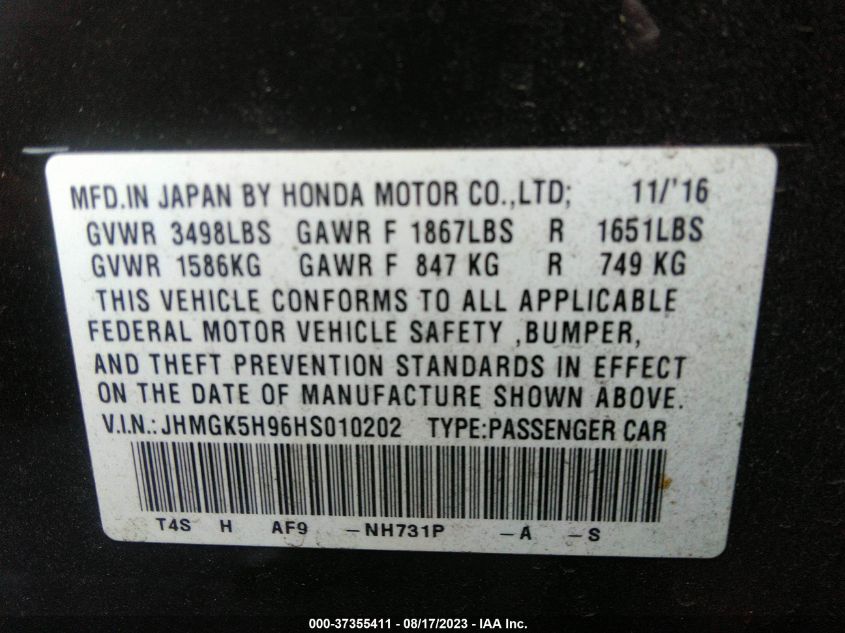 MFD.IN JAPAN BY HONDA MOTOR CO.,LTD; 11/'16
GVWR 3498LBS GAWR F 1867LBS R 1651LBS
GVWR 1586KG GAWR F 847 KG R 749 KG
THIS VEHICLE CONFORMS TO ALL APPLICABLE
FEDERAL MOTOR VEHICLE SAFETY ,BUMPER,
AND THEFT PREVENTION STANDARDS IN EFFECT
ON THE DATE OF MANUFACTURE SHOWN ABOVE.
V.I.N.:JHMGK5H96HS010202 TYPE:PASSENGER CAR
T4S H AF9 -NH731P -A -S
000-37355411 - 08/17/2023 - IAA Inc.